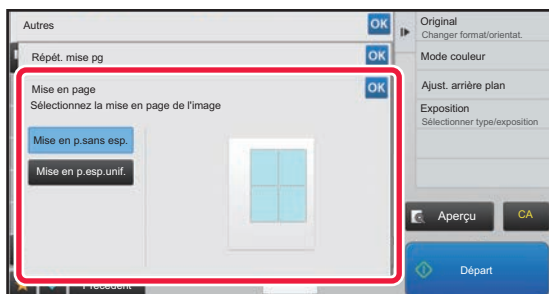 Autres
OK
Répét. mise pg
OK
Mise en page
OK
Sélectionnez la mise en page de l'image
Mise en p.sans esp.
Mise en p.esp.unif.
Précédent
Original
Changer format/orientat.
Mode couleur
Ajust. arrière plan
Exposition
Sélectionner type/exposition
Aperçu
CA
Départ